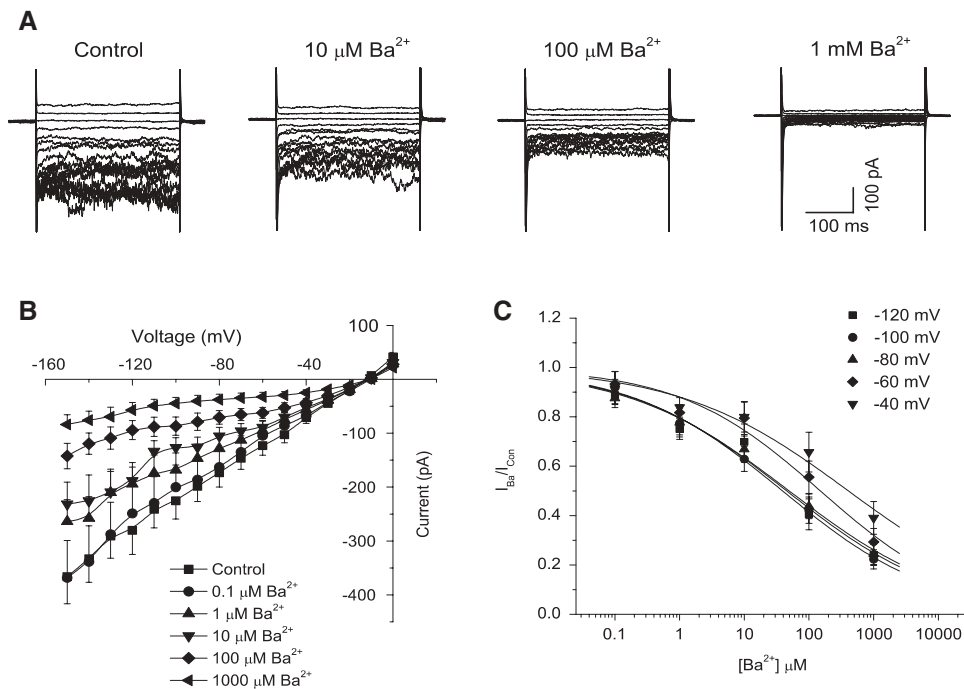 A
Control
10 μM Ba²⁺
100 μM Ba²⁺
1 mM Ba²⁺
100 pA
100 ms
B
Voltage (mV)
100
-160
-120
-80
-40
-100
-200
-300
-400
Current (pA)
Control
0.1 μM Ba²⁺
1 μM Ba²⁺
10 μM Ba²⁺
100 μM Ba²⁺
1000 μM Ba²⁺
C
1.2
1.0
0.8
0.6
0.4
0.2
0.0
I_Ba/I_Con
-120 mV
-100 mV
-80 mV
-60 mV
-40 mV
0.1
1
10
100
1000
10000
[Ba²⁺] μM